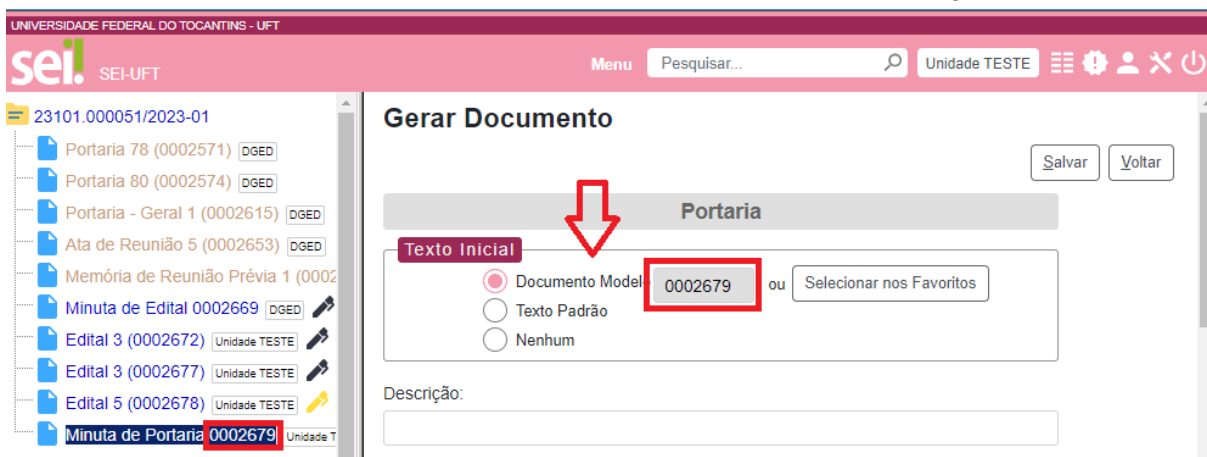 UNIVERSIDADE FEDERAL DO TOCANTINS - UFT
sei! SEI-UFT Menu Pesquisar... Unidade TESTE
23101.000051/2023-01
Portaria 78 (0002571) DGED
Portaria 80 (0002574) DGED
Portaria - Geral 1 (0002615) DGED
Ata de Reunião 5 (0002653) DGED
Memória de Reunião Prévia 1 (0002
Minuta de Edital 0002669 DGED
Edital 3 (0002672) Unidade TESTE
Edital 3 (0002677) Unidade TESTE
Edital 5 (0002678) Unidade TESTE
Minuta de Portaria 0002679 Unidade T
Gerar Documento
Salvar Voltar
Portaria
Texto Inicial
Documento Modelo 0002679 ou Selecionar nos Favoritos
Texto Padrão
Nenhum
Descrição: